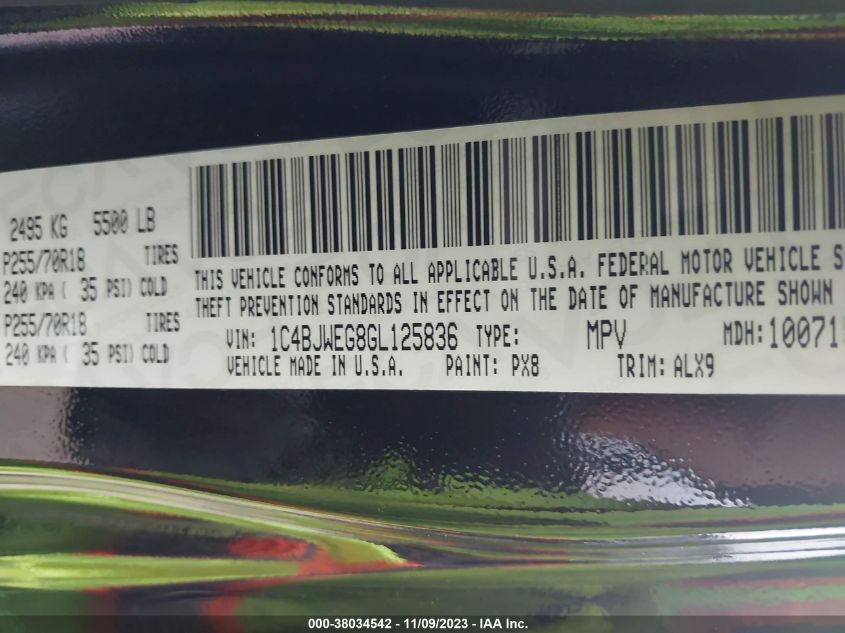 2495 KG 5500 LB
P255/70R18 TIRES
240 KPA ( 35 PSI) COLD
P255/70R18 TIRES
240 KPA ( 35 PSI) COLD
THIS VEHICLE CONFORMS TO ALL APPLICABLE U.S.A. FEDERAL MOTOR VEHICLE S
THEFT PREVENTION STANDARDS IN EFFECT ON THE DATE OF MANUFACTURE SHOWN
VIN: 1C4BJWEG8GL125836 TYPE: MPV MDH: 10071
VEHICLE MADE IN U.S.A. PAINT: PX8 TRIM: ALX9
000-38034542 - 11/09/2023 - IAA Inc.